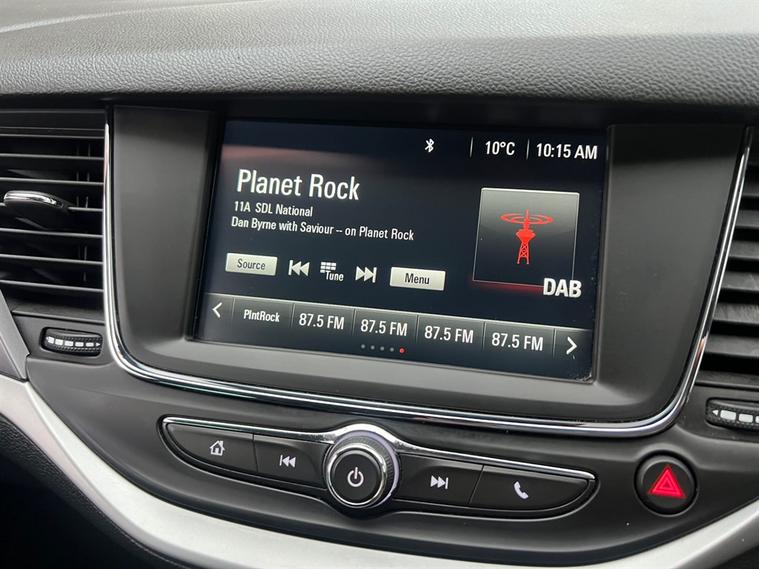 10°C 10:15 AM
Planet Rock
11A SDL National
Dan Byrne with Saviour -- on Planet Rock
Source Tune Menu
DAB
PlntRock 87.5 FM 87.5 FM 87.5 FM 87.5 FM